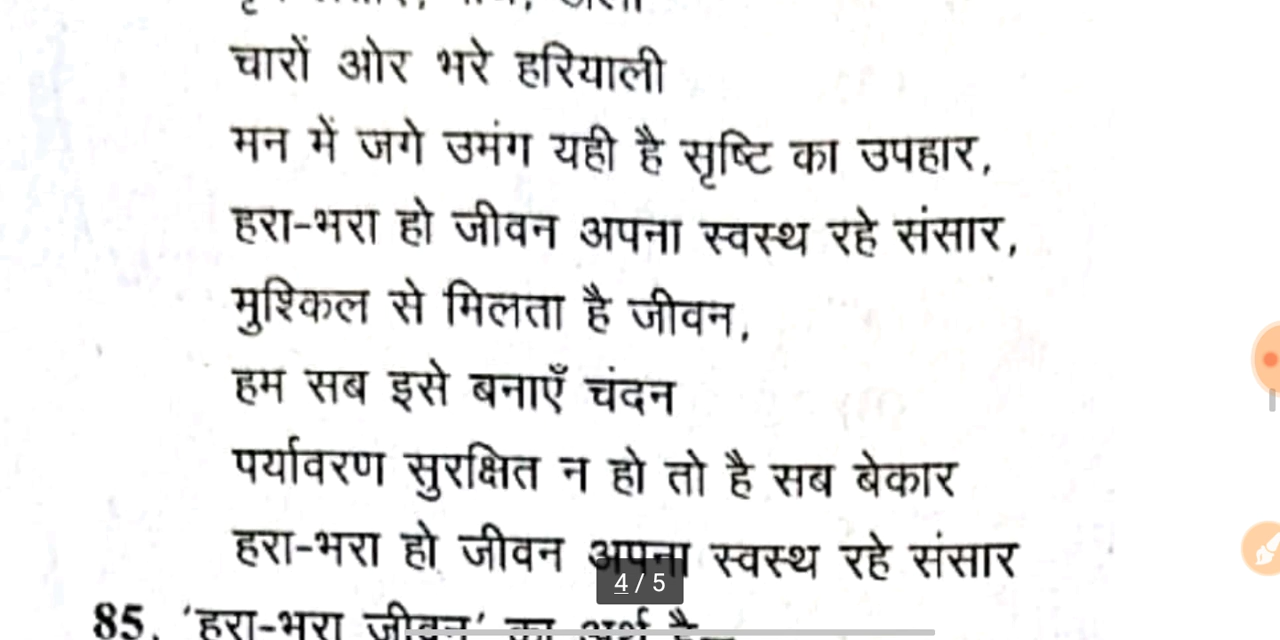 चारों ओर भरे हरियाली
मन में जगे उमंग यही है सृष्टि का उपहार,
हरा-भरा हो जीवन अपना स्वस्थ रहे संसार,
मुश्किल से मिलता है जीवन,
हम सब इसे बनाएँ चंदन
पर्यावरण सुरक्षित न हो तो है सब बेकार
हरा-भरा हो जीवन अपना स्वस्थ रहे संसार
4 / 5
85. 'हरा-भरा जीवन' का अर्थ है–